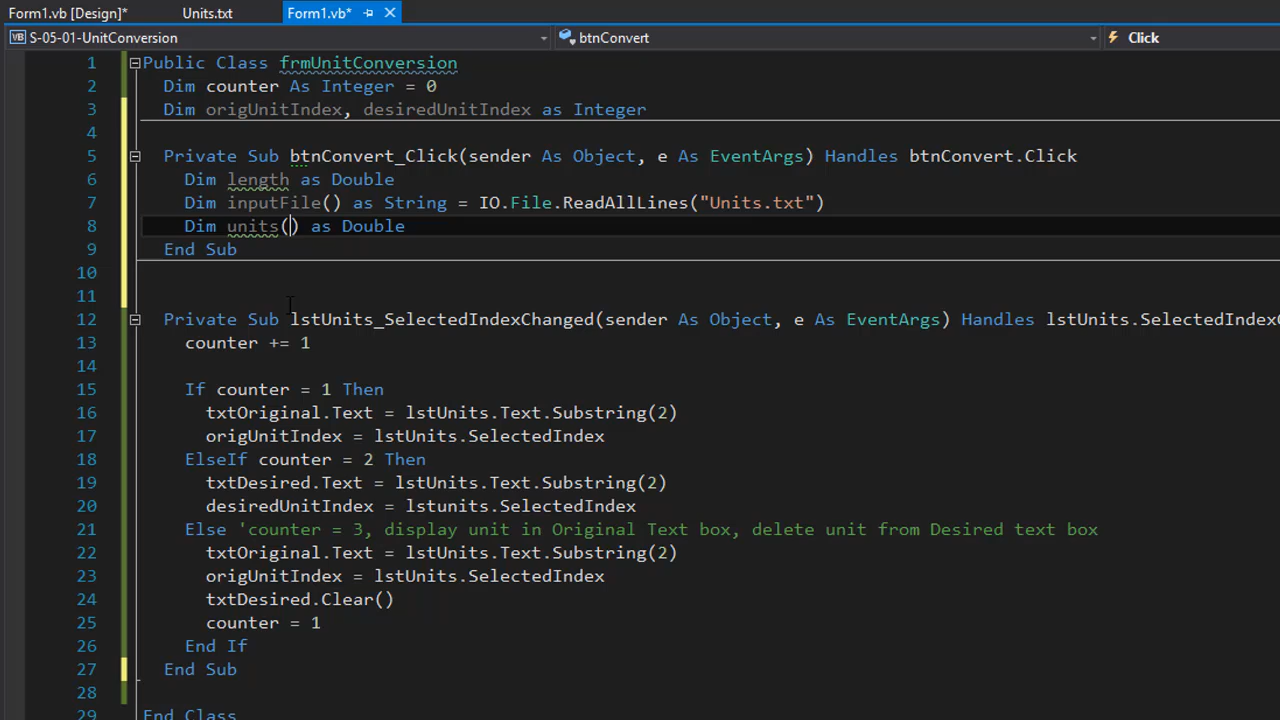 Form1.vb [Design]* Units.txt Form1.vb*
VB S-05-01-UnitConversion btnConvert Click
1 Public Class frmUnitConversion
2 Dim counter As Integer = 0
3 Dim origUnitIndex, desiredUnitIndex as Integer
4
5 Private Sub btnConvert_Click(sender As Object, e As EventArgs) Handles btnConvert.Click
6 Dim length as Double
7 Dim inputFile() as String = IO.File.ReadAllLines("Units.txt")
8 Dim units() as Double
9 End Sub
10
11
12 Private Sub lstUnits_SelectedIndexChanged(sender As Object, e As EventArgs) Handles lstUnits.SelectedIndex
13 counter += 1
14
15 If counter = 1 Then
16 txtOriginal.Text = lstUnits.Text.Substring(2)
17 origUnitIndex = lstUnits.SelectedIndex
18 ElseIf counter = 2 Then
19 txtDesired.Text = lstUnits.Text.Substring(2)
20 desiredUnitIndex = lstunits.SelectedIndex
21 Else 'counter = 3, display unit in Original Text box, delete unit from Desired text box
22 txtOriginal.Text = lstUnits.Text.Substring(2)
23 origUnitIndex = lstUnits.SelectedIndex
24 txtDesired.Clear()
25 counter = 1
26 End If
27 End Sub
28
29 End Class